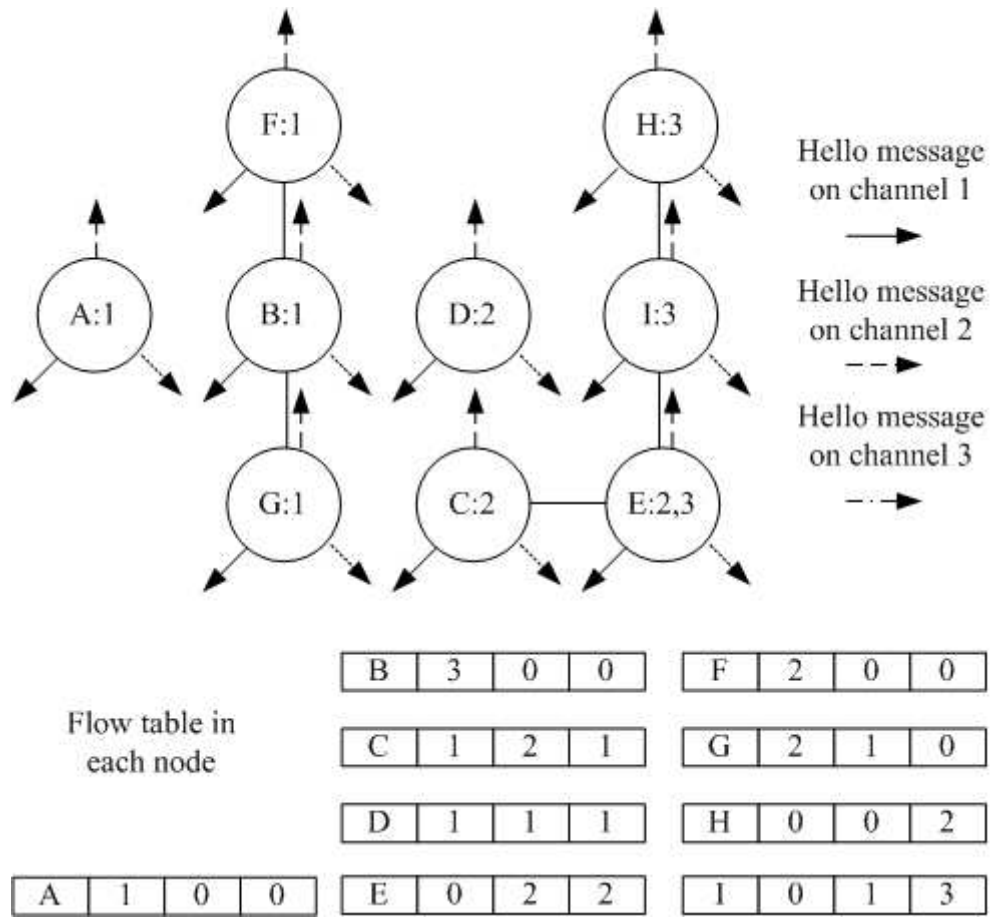 F:1
H:3
Hello message
on channel 1
A:1
B:1
D:2
I:3
Hello message
on channel 2
Hello message
on channel 3
G:1
C:2
E:2,3
Flow table in
each node
B 3 0 0
F 2 0 0
C 1 2 1
G 2 1 0
D 1 1 1
H 0 0 2
A 1 0 0
E 0 2 2
I 0 1 3